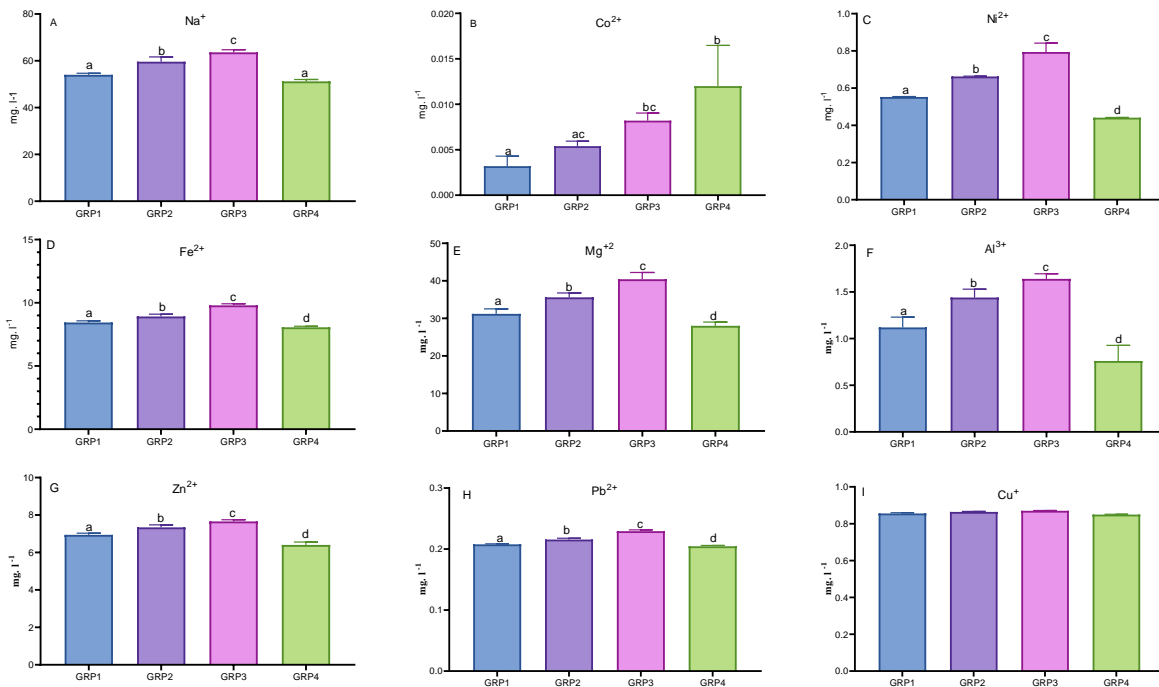 A
Na⁺
mg. l-1
80
60
40
20
0
a
b
c
a
GRP1 GRP2 GRP3 GRP4
B
Co²⁺
mg. l⁻¹
0.020
0.015
0.010
0.005
0.000
a
ac
bc
b
GRP1 GRP2 GRP3 GRP4
C
Ni²⁺
mg. l⁻¹
1.0
0.8
0.6
0.4
0.2
0.0
a
b
c
d
GRP1 GRP2 GRP3 GRP4
D
Fe²⁺
mg. l⁻¹
15
10
5
0
a
b
c
d
GRP1 GRP2 GRP3 GRP4
E
Mg⁺²
mg. l⁻¹
50
40
30
20
10
0
a
b
c
d
GRP1 GRP2 GRP3 GRP4
F
Al³⁺
mg. l⁻¹
2.0
1.5
1.0
0.5
0.0
a
b
c
d
GRP1 GRP2 GRP3 GRP4
G
Zn²⁺
mg. l⁻¹
10
8
6
4
2
0
a
b
c
d
GRP1 GRP2 GRP3 GRP4
H
Pb²⁺
mg. l⁻¹
0.3
0.2
0.1
0.0
a
b
c
d
GRP1 GRP2 GRP3 GRP4
I
Cu⁺
mg. l⁻¹
1.0
0.8
0.6
0.4
0.2
0.0
GRP1 GRP2 GRP3 GRP4